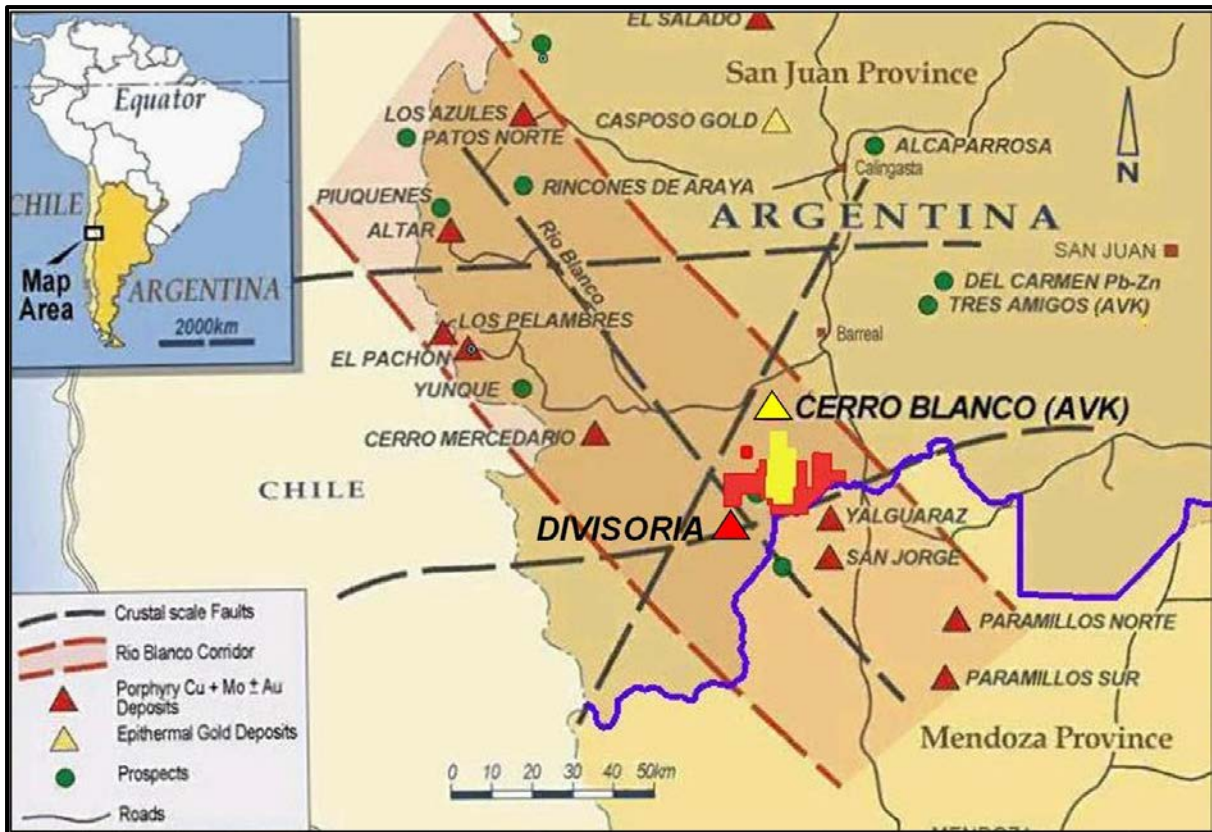 EL SALADO
San Juan Province
Equator
LOS AZULES
CASPOSO GOLD
PATOS NORTE
ALCAPARROSA
Calingasta
N
PIUQUENES
RINCONES DE ARAYA
CHILE
ALTAR
ARGENTINA
Rio Blanco
SAN JUAN
Map
Area
ARGENTINA
DEL CARMEN Pb-Zn
TRES AMIGOS (AVK)
2000km
LOS PELAMBRES
Barreal
EL PACHON
YUNQUE
CERRO BLANCO (AVK)
CERRO MERCEDARIO
CHILE
DIVISORIA
YALGUARAZ
SAN JORGE
Crustal scale Faults
PARAMILLOS NORTE
Rio Blanco Corridor
Porphyry Cu + Mo ± Au
Deposits
PARAMILLOS SUR
Epithermal Gold Deposits
Mendoza Province
Prospects
0 10 20 30 40 50km
Roads
MENDOZA